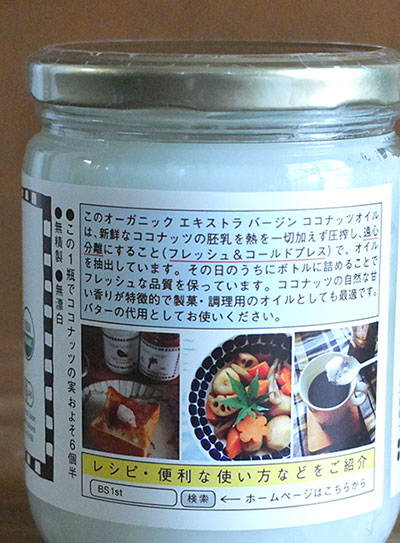 このオーガニック エキストラ バージン ココナッツオイル
は、新鮮なココナッツの胚乳を熱を一切加えず圧搾し、遠心
分離にすること(フレッシュ&コールドプレス)で、オイル
を抽出しています。その日のうちにボトルに詰めることで
フレッシュな品質を保っています。ココナッツの自然な甘
い香りが特徴的で製菓・調理用のオイルとしても最適です。
バターの代用としてお使いください。
●この1瓶でココナッツの実 およそ6個半
●無精製 ●無漂白
レシピ・便利な使い方などをご紹介
BS1st 検索 ←ホームページはこちらから